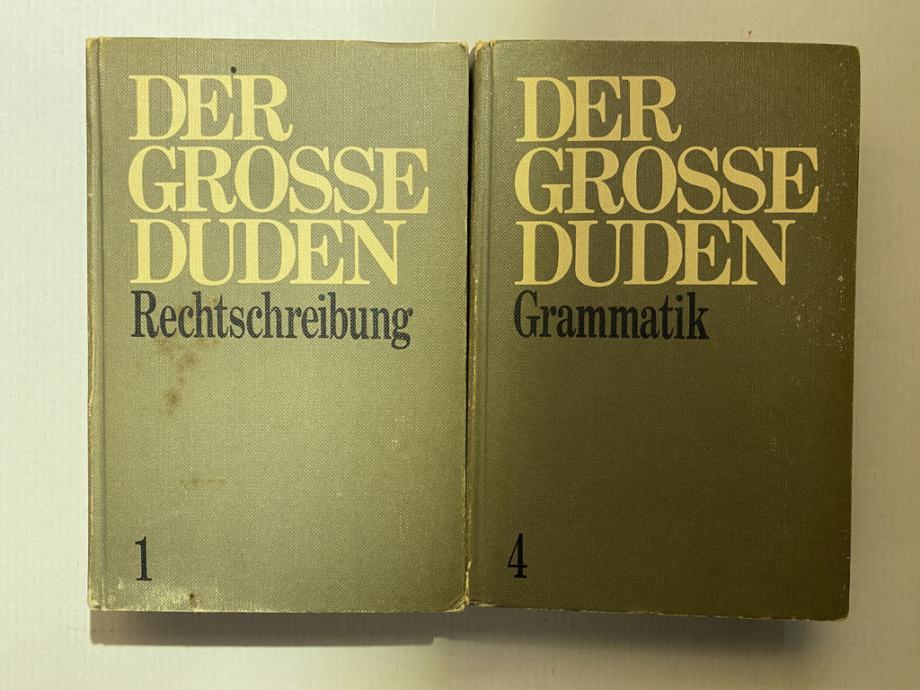 DER
GROSSE
DUDEN
Rechtschreibung
1
DER
GROSSE
DUDEN
Grammatik
4